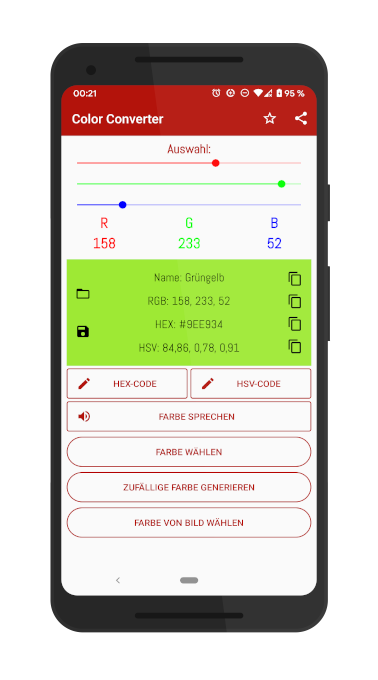 00:21 95 %
Color Converter
Auswahl:
R G B
158 233 52
Name: Grüngelb
RGB: 158, 233, 52
HEX: #9EE934
HSV: 84,86, 0,78, 0,91
HEX-CODE HSV-CODE
FARBE SPRECHEN
FARBE WÄHLEN
ZUFÄLLIGE FARBE GENERIEREN
FARBE VON BILD WÄHLEN